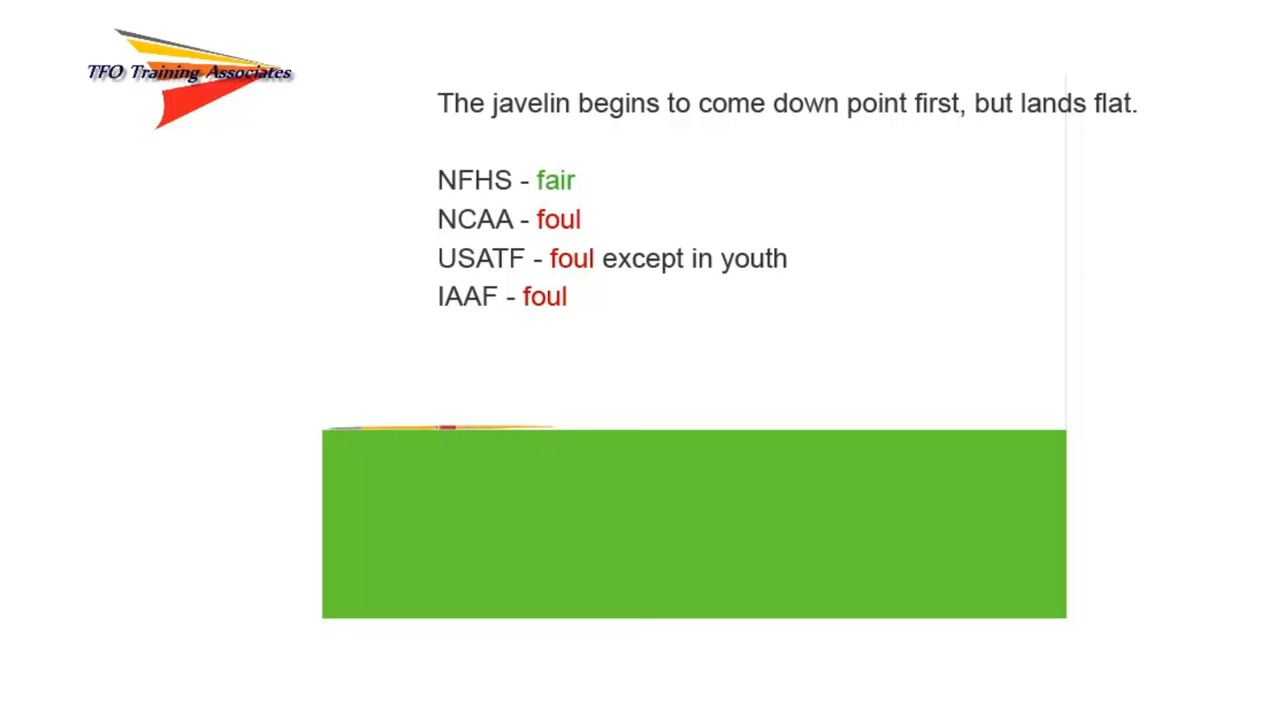 TFO Training Associates
The javelin begins to come down point first, but lands flat.
NFHS - fair
NCAA - foul
USATF - foul except in youth
IAAF - foul